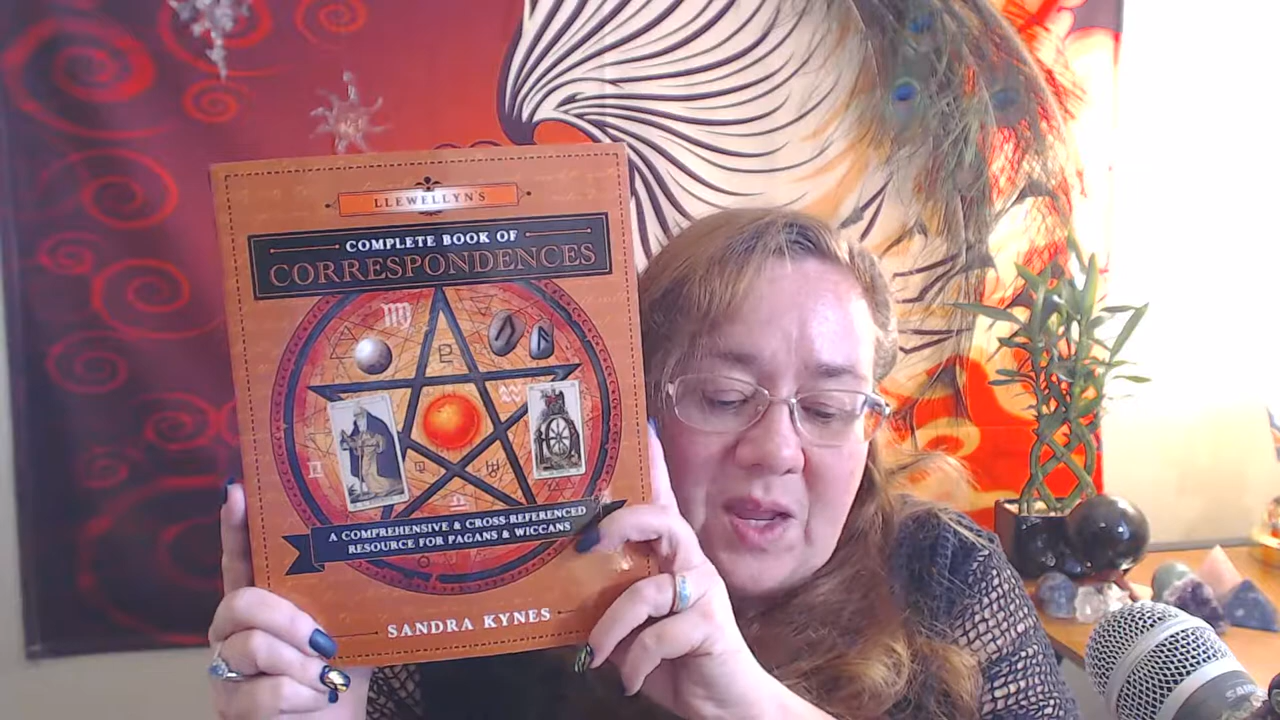 LLEWELLYN'S
COMPLETE BOOK OF
CORRESPONDENCES
A COMPREHENSIVE & CROSS-REFERENCED
RESOURCE FOR PAGANS & WICCANS
SANDRA KYNES